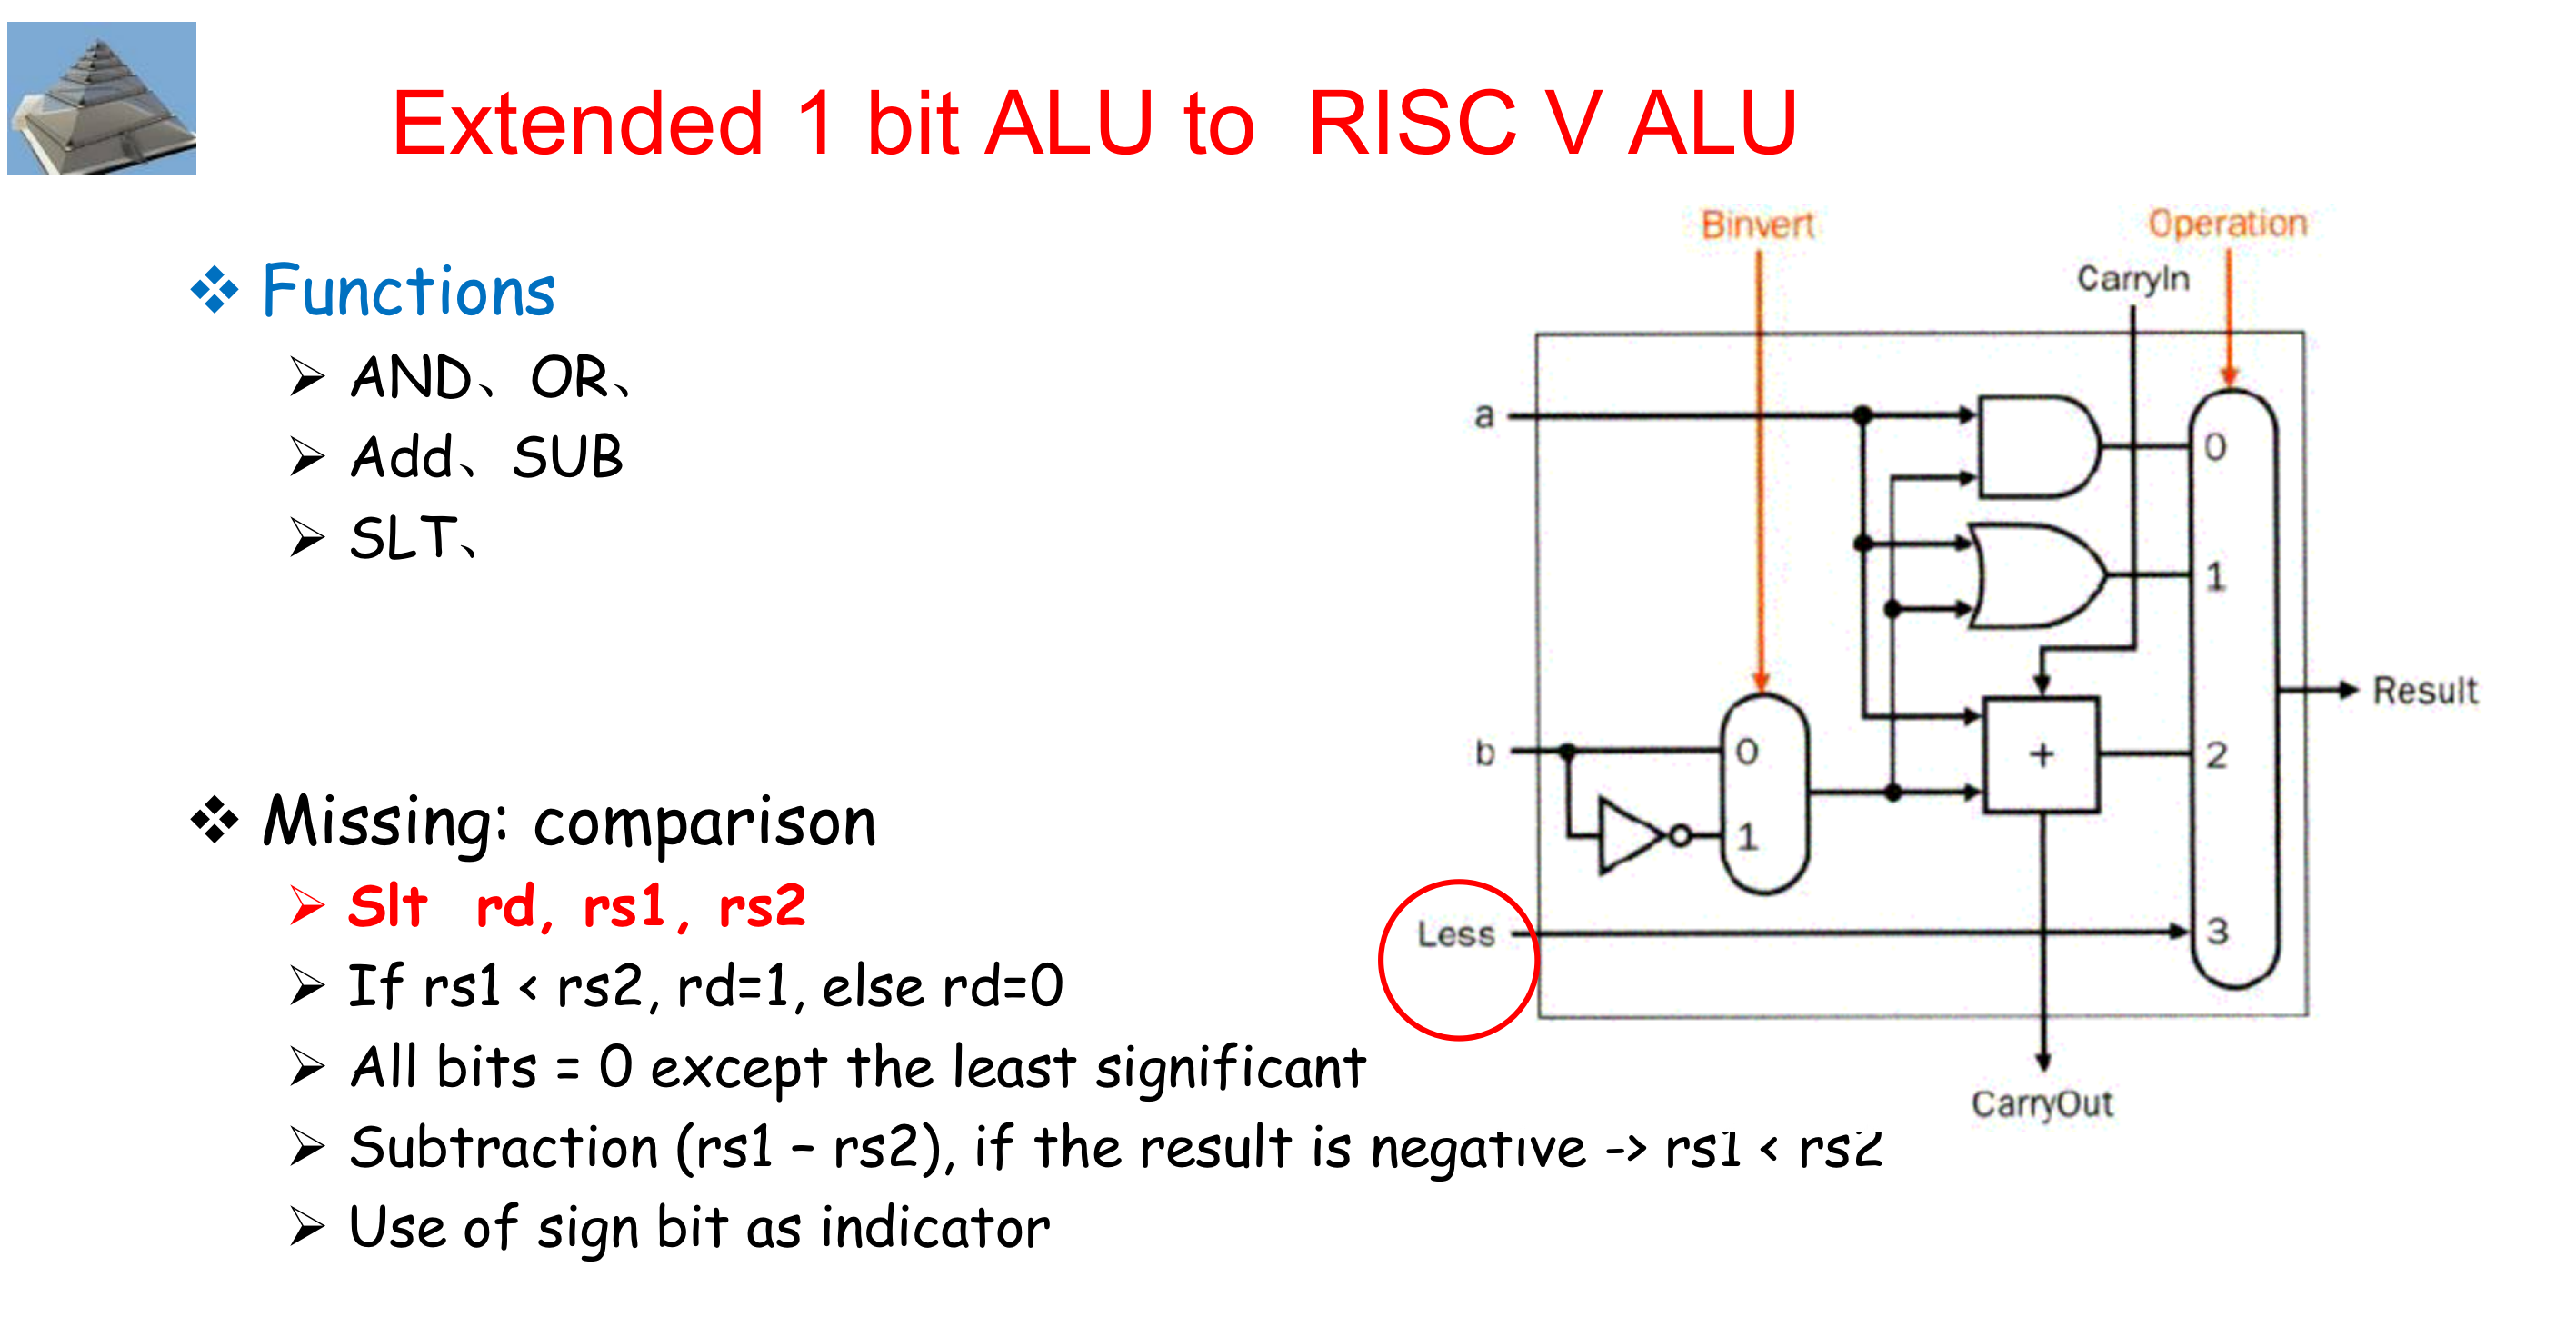 Extended 1 bit ALU to RISC V ALU
Functions
AND、OR、
Add、SUB
SLT、
Missing: comparison
Slt rd, rs1, rs2
If rs1 < rs2, rd=1, else rd=0
All bits = 0 except the least significant
Subtraction (rs1 – rs2), if the result is negative -> rs1 < rs2
Use of sign bit as indicator
Binvert
Operation
CarryIn
a
0
1
b
0
+
2
Result
1
Less
3
CarryOut